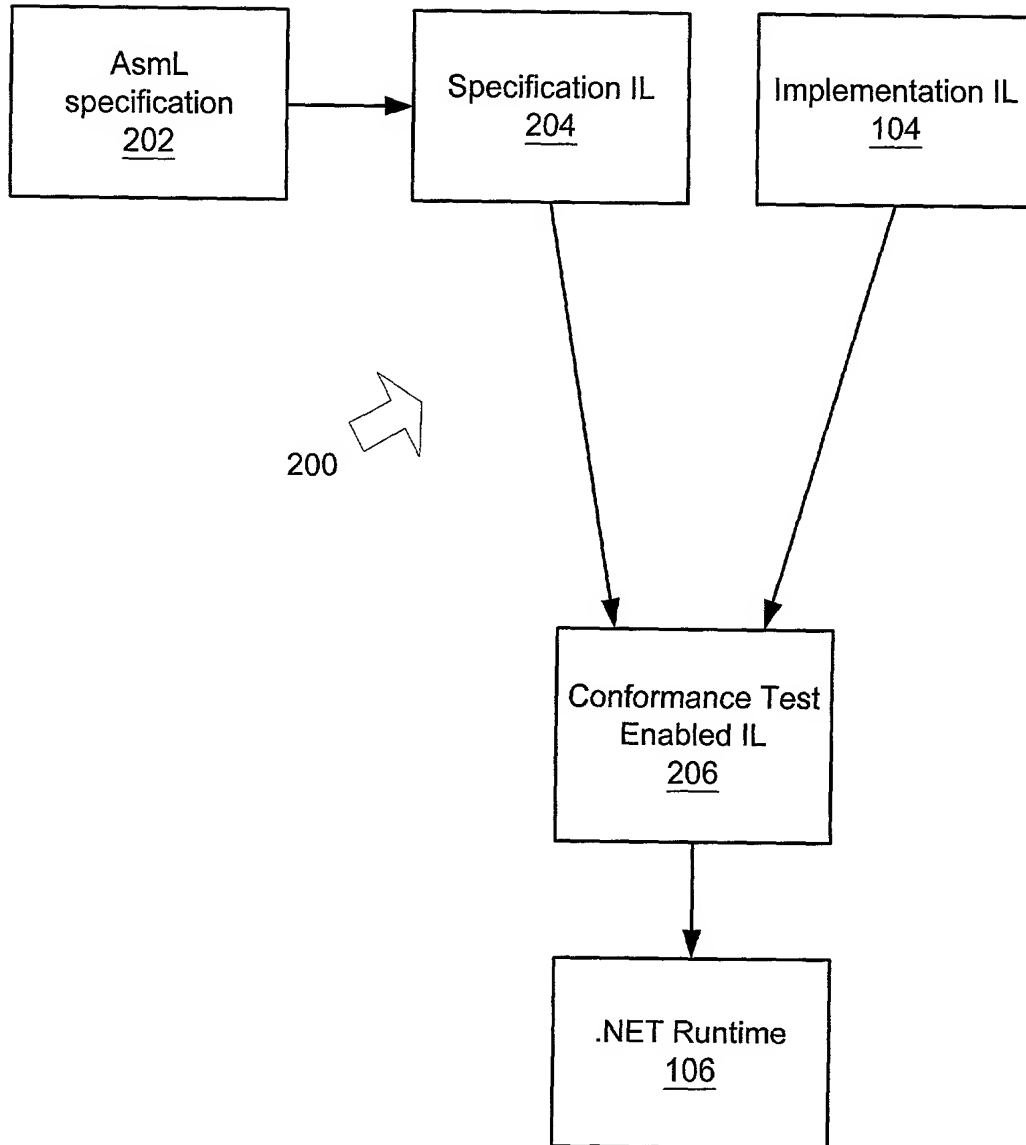 AsmL
specification
202
Specification IL
204
Implementation IL
104
200
Conformance Test
Enabled IL
206
.NET Runtime
106